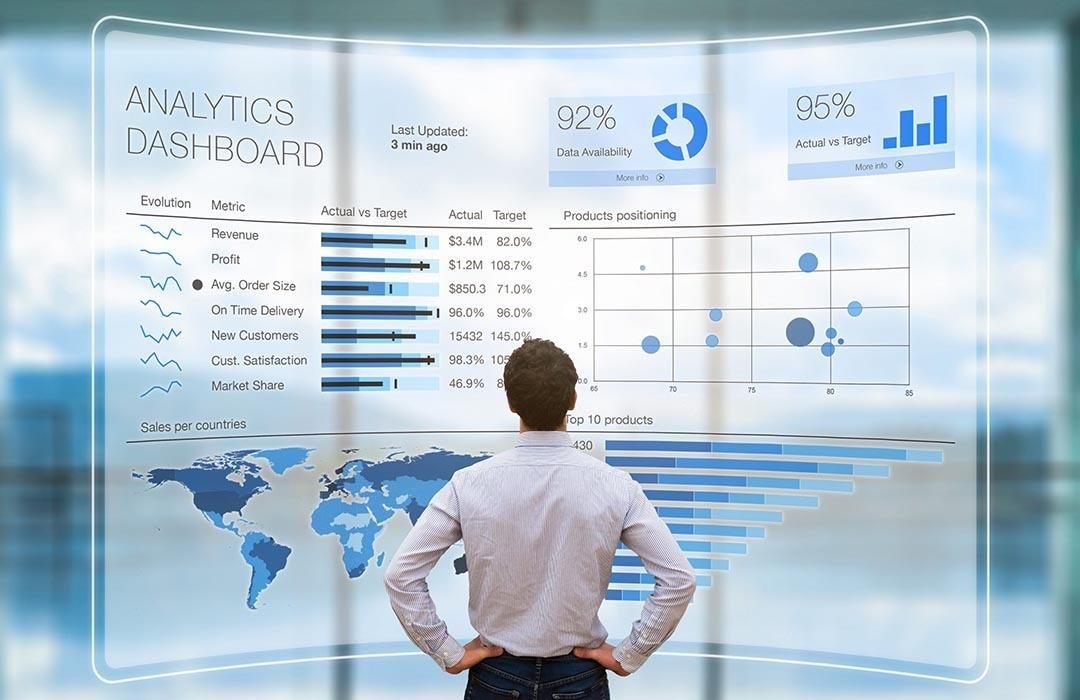 ANALYTICS
DASHBOARD
Last Updated:
3 min ago
92%
Data Availability
More info
95%
Actual vs Target
More info
Evolution Metric Actual vs Target Actual Target
Revenue $3.4M 82.0%
Profit $1.2M 108.7%
Avg. Order Size $850.3 71.0%
On Time Delivery 96.0% 96.0%
New Customers 15432 145.0%
Cust. Satisfaction 98.3%
Market Share 46.9%
Products positioning
6.0
4.5
3.0
1.5
0.0
65 70 75 80 85
Sales per countries
Top 10 products
430